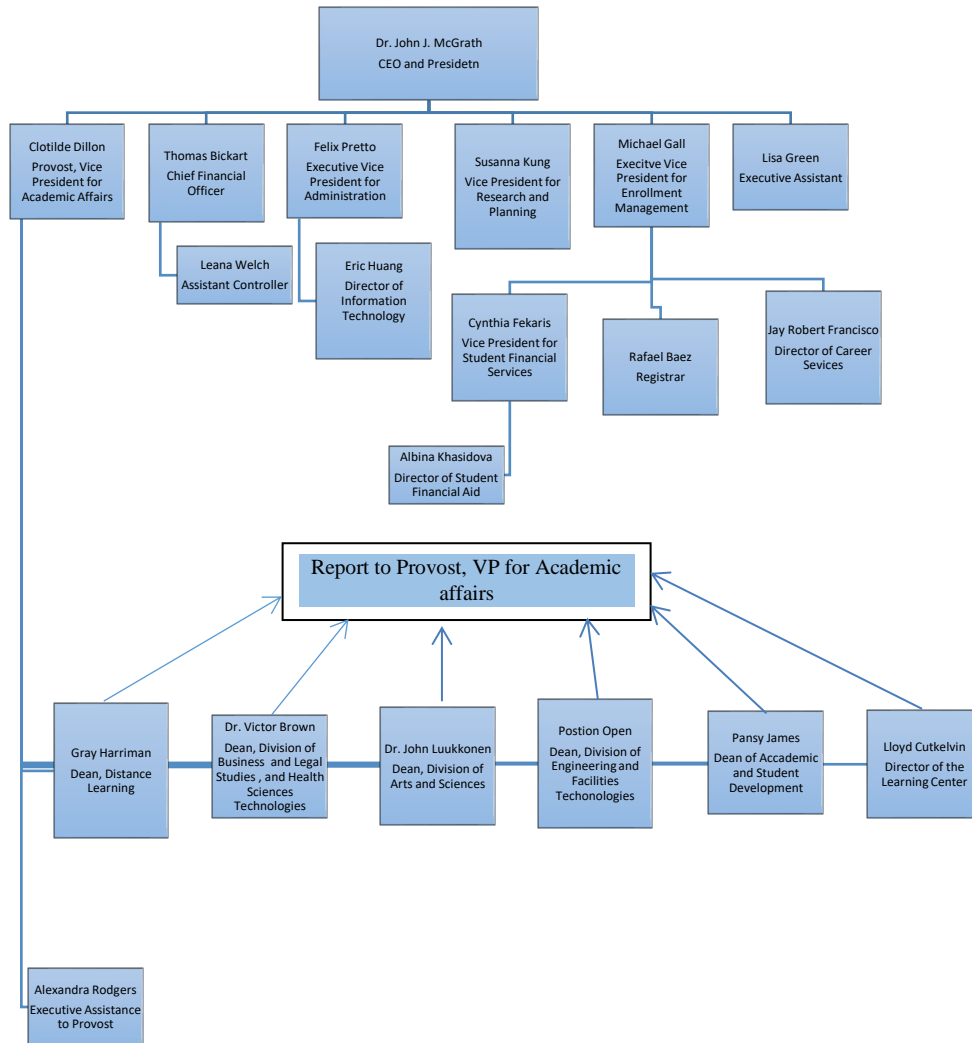 Dr. John J. McGrath
CEO and Presidetn
Clotilde Dillon
Provost, Vice
President for
Academic Affairs
Thomas Bickart
Chief Financial
Officer
Felix Pretto
Executive Vice
President for
Administration
Susanna Kung
Vice President for
Research and
Planning
Michael Gall
Execitve Vice
President for
Enrollment
Management
Lisa Green
Executive Assistant
Leana Welch
Assistant Controller
Eric Huang
Director of
Information
Technology
Cynthia Fekaris
Vice President for
Student Financial
Services
Rafael Baez
Registrar
Jay Robert Francisco
Director of Career
Sevices
Albina Khasidova
Director of Student
Financial Aid
Report to Provost, VP for Academic
affairs
Gray Harriman
Dean, Distance
Learning
Dr. Victor Brown
Dean, Division of
Business and Legal
Studies , and Health
Sciences
Technologies
Dr. John Luukkonen
Dean, Division of
Arts and Sciences
Postion Open
Dean, Division of
Engineering and
Facilities
Techonologies
Pansy James
Dean of Accademic
and Student
Development
Lloyd Cutkelvin
Director of the
Learning Center
Alexandra Rodgers
Executive Assistance
to Provost